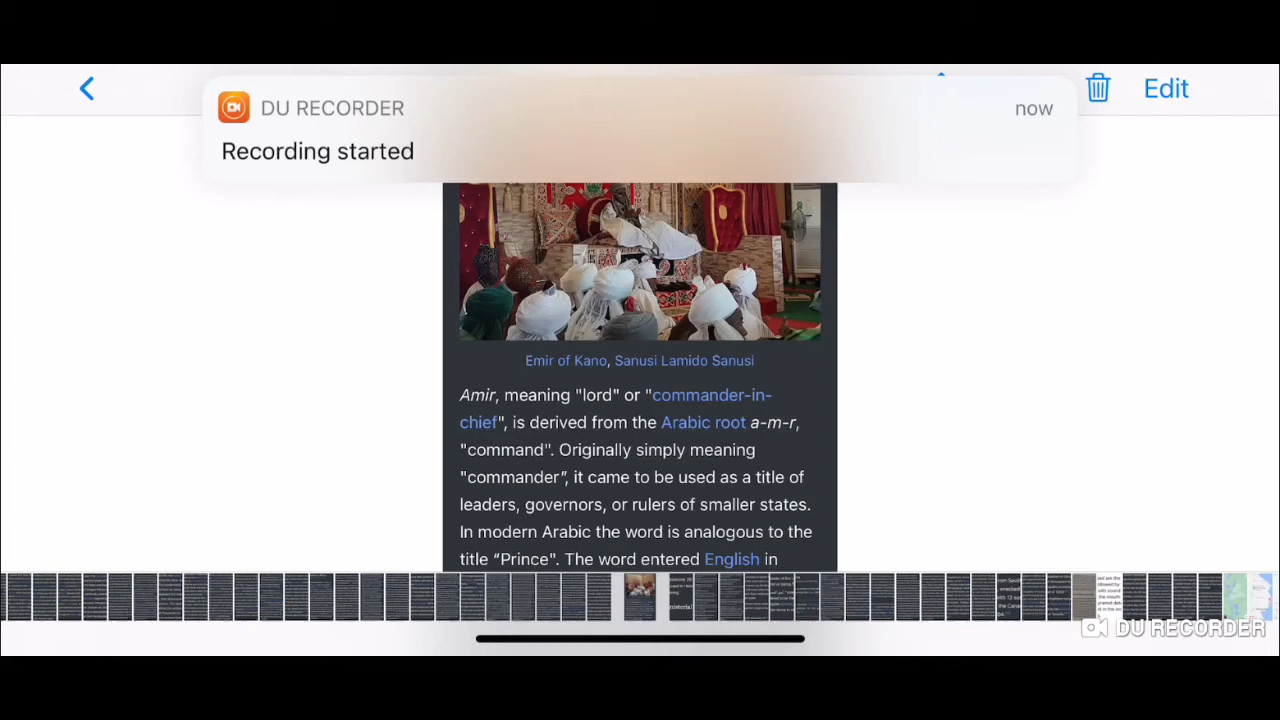 DU RECORDER
now
Edit
Recording started
Emir of Kano, Sanusi Lamido Sanusi
Amir, meaning "lord" or "commander-in-
chief", is derived from the Arabic root a-m-r,
"command". Originally simply meaning
"commander”, it came to be used as a title of
leaders, governors, or rulers of smaller states.
In modern Arabic the word is analogous to the
title “Prince". The word entered English in
DU RECORDER